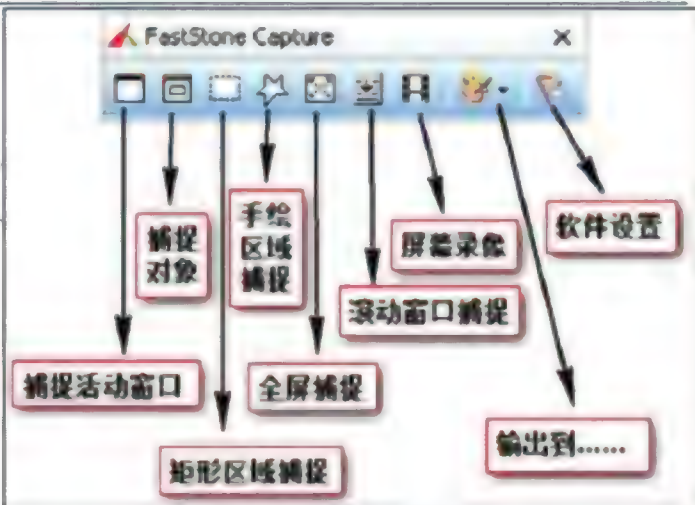 FastStone Capture
捕捉
对象
手绘
区域
捕捉
屏幕录像
软件设置
滚动窗口捕捉
捕捉活动窗口
全屏捕捉
矩形区域捕捉
输出到……